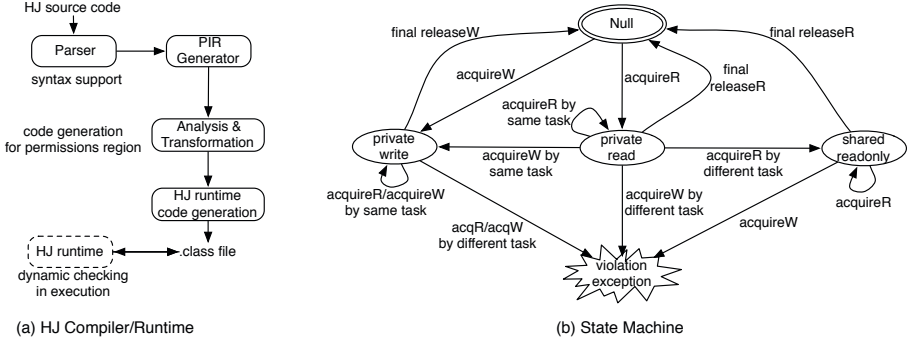 HJ source code
Parser
syntax support
PIR
Generator
code generation
for permissions region
Analysis &
Transformation
HJ runtime
code generation
HJ runtime
.class file
dynamic checking
in execution
(a) HJ Compiler/Runtime
Null
final releaseW
final releaseR
acquireW
acquireR
final
releaseR
acquireR by
same task
private
write
private
read
shared
readonly
acquireW by
same task
acquireR by
different task
acquireR/acquireW
by same task
acquireW by
different task
acquireR
acqR/acqW
by different task
acquireW
violation
exception
(b) State Machine